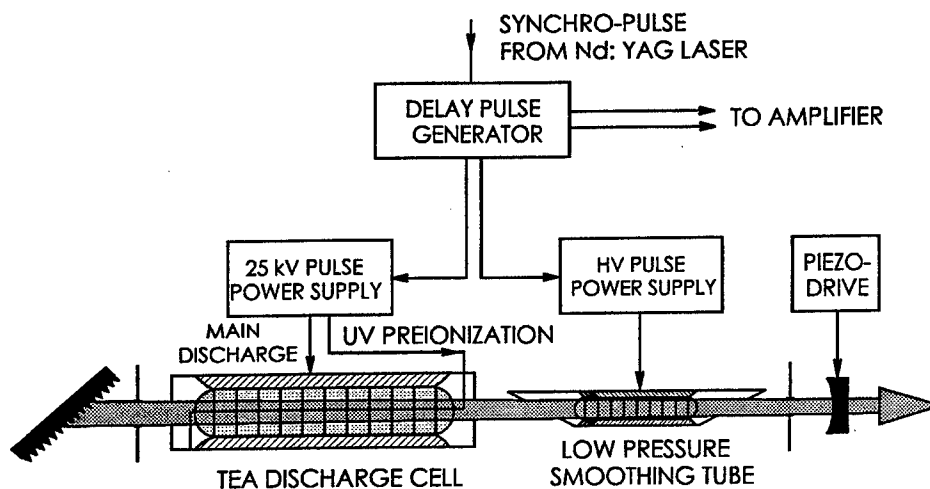 SYNCHRO-PULSE
FROM Nd: YAG LASER
DELAY PULSE
GENERATOR
TO AMPLIFIER
25 kV PULSE
POWER SUPPLY
HV PULSE
POWER SUPPLY
PIEZO-
DRIVE
MAIN
DISCHARGE
UV PREIONIZATION
TEA DISCHARGE CELL
LOW PRESSURE
SMOOTHING TUBE